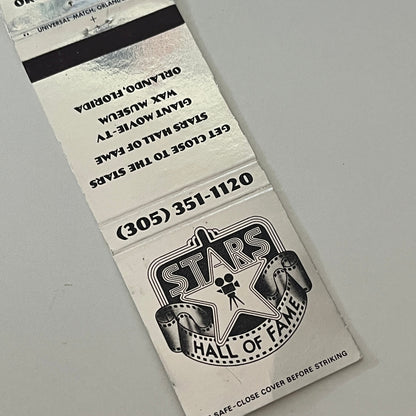 UNIVERSAL MATCH, ORLANDO
GET CLOSE TO THE STARS
STARS HALL OF FAME
GIANT MOVIE-TV
WAX MUSEUM
ORLANDO, FLORIDA
(305) 351-1120
STARS
HALL OF FAME
SAFE-CLOSE COVER BEFORE STRIKING